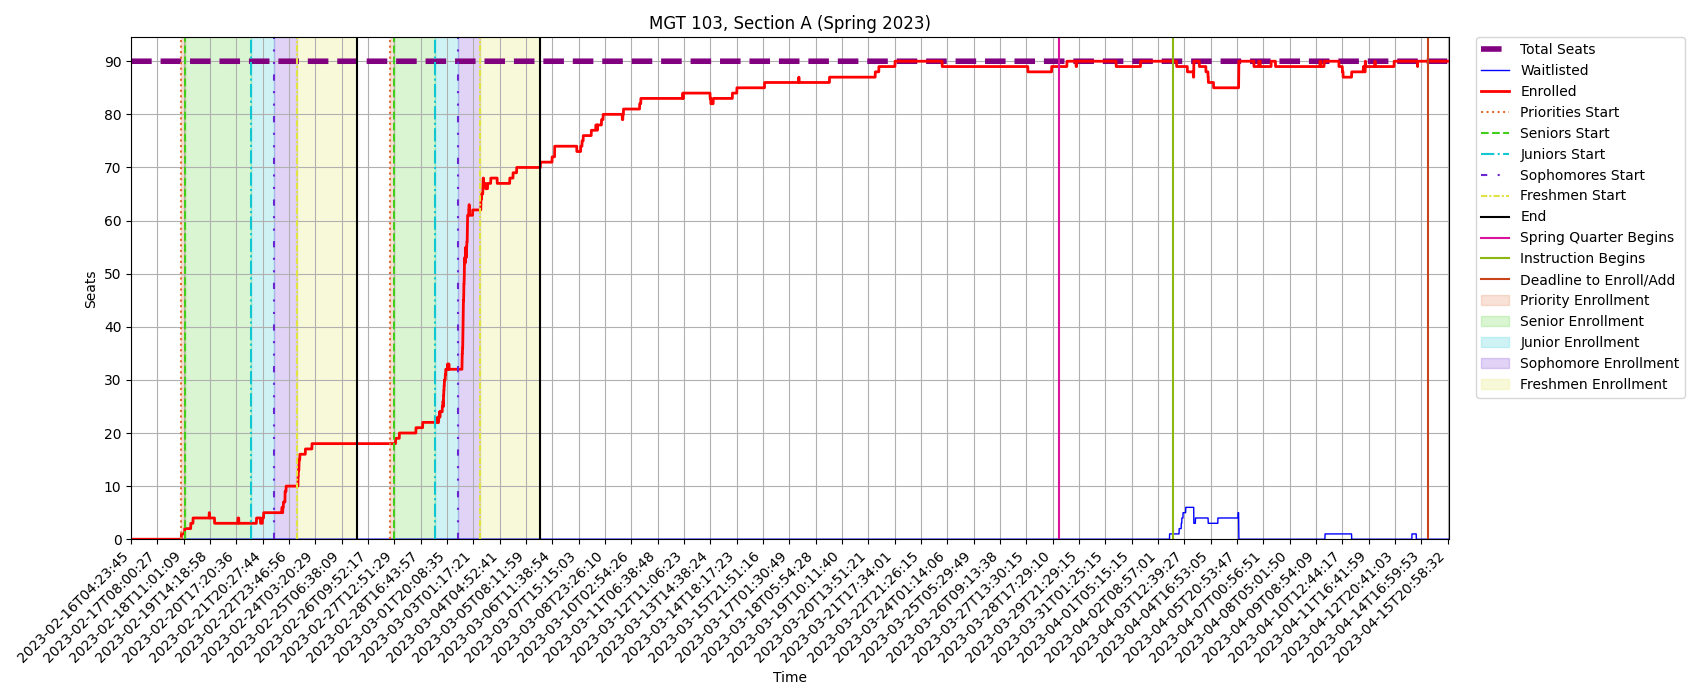 MGT 103, Section A (Spring 2023)
Seats
90
80
70
60
50
40
30
20
10
0
2023-02-16T04:23:45
2023-02-17T08:00:27
2023-02-18T11:01:09
2023-02-19T14:18:58
2023-02-20T17:20:36
2023-02-21T20:27:44
2023-02-22T23:46:50
2023-02-24T03:20:29
2023-02-25T06:38:09
2023-02-26T09:52:17
2023-02-27T12:51:29
2023-02-28T16:43:57
2023-03-01T20:08:35
2023-03-03T01:17:21
2023-03-04T04:52:41
2023-03-05T08:11:59
2023-03-06T11:38:54
2023-03-07T15:15:03
2023-03-08T23:26:10
2023-03-10T02:54:26
2023-03-11T06:38:48
2023-03-12T11:06:23
2023-03-13T14:38:24
2023-03-14T18:17:23
2023-03-15T21:51:16
2023-03-17T01:30:49
2023-03-18T05:54:28
2023-03-19T10:11:40
2023-03-20T13:51:21
2023-03-21T17:34:01
2023-03-22T21:26:15
2023-03-24T01:14:06
2023-03-25T05:29:49
2023-03-26T09:13:38
2023-03-27T13:30:15
2023-03-28T17:29:10
2023-03-29T21:29:15
2023-03-31T01:25:15
2023-04-01T05:15:15
2023-04-02T08:57:01
2023-04-03T12:39:27
2023-04-04T16:53:05
2023-04-05T20:53:47
2023-04-07T00:56:51
2023-04-08T05:01:50
2023-04-09T08:54:09
2023-04-10T12:44:17
2023-04-11T16:41:59
2023-04-12T20:41:03
2023-04-14T16:59:53
2023-04-15T20:58:32
Time
Total Seats
Waitlisted
Enrolled
Priorities Start
Seniors Start
Juniors Start
Sophomores Start
Freshmen Start
End
Spring Quarter Begins
Instruction Begins
Deadline to Enroll/Add
Priority Enrollment
Senior Enrollment
Junior Enrollment
Sophomore Enrollment
Freshmen Enrollment